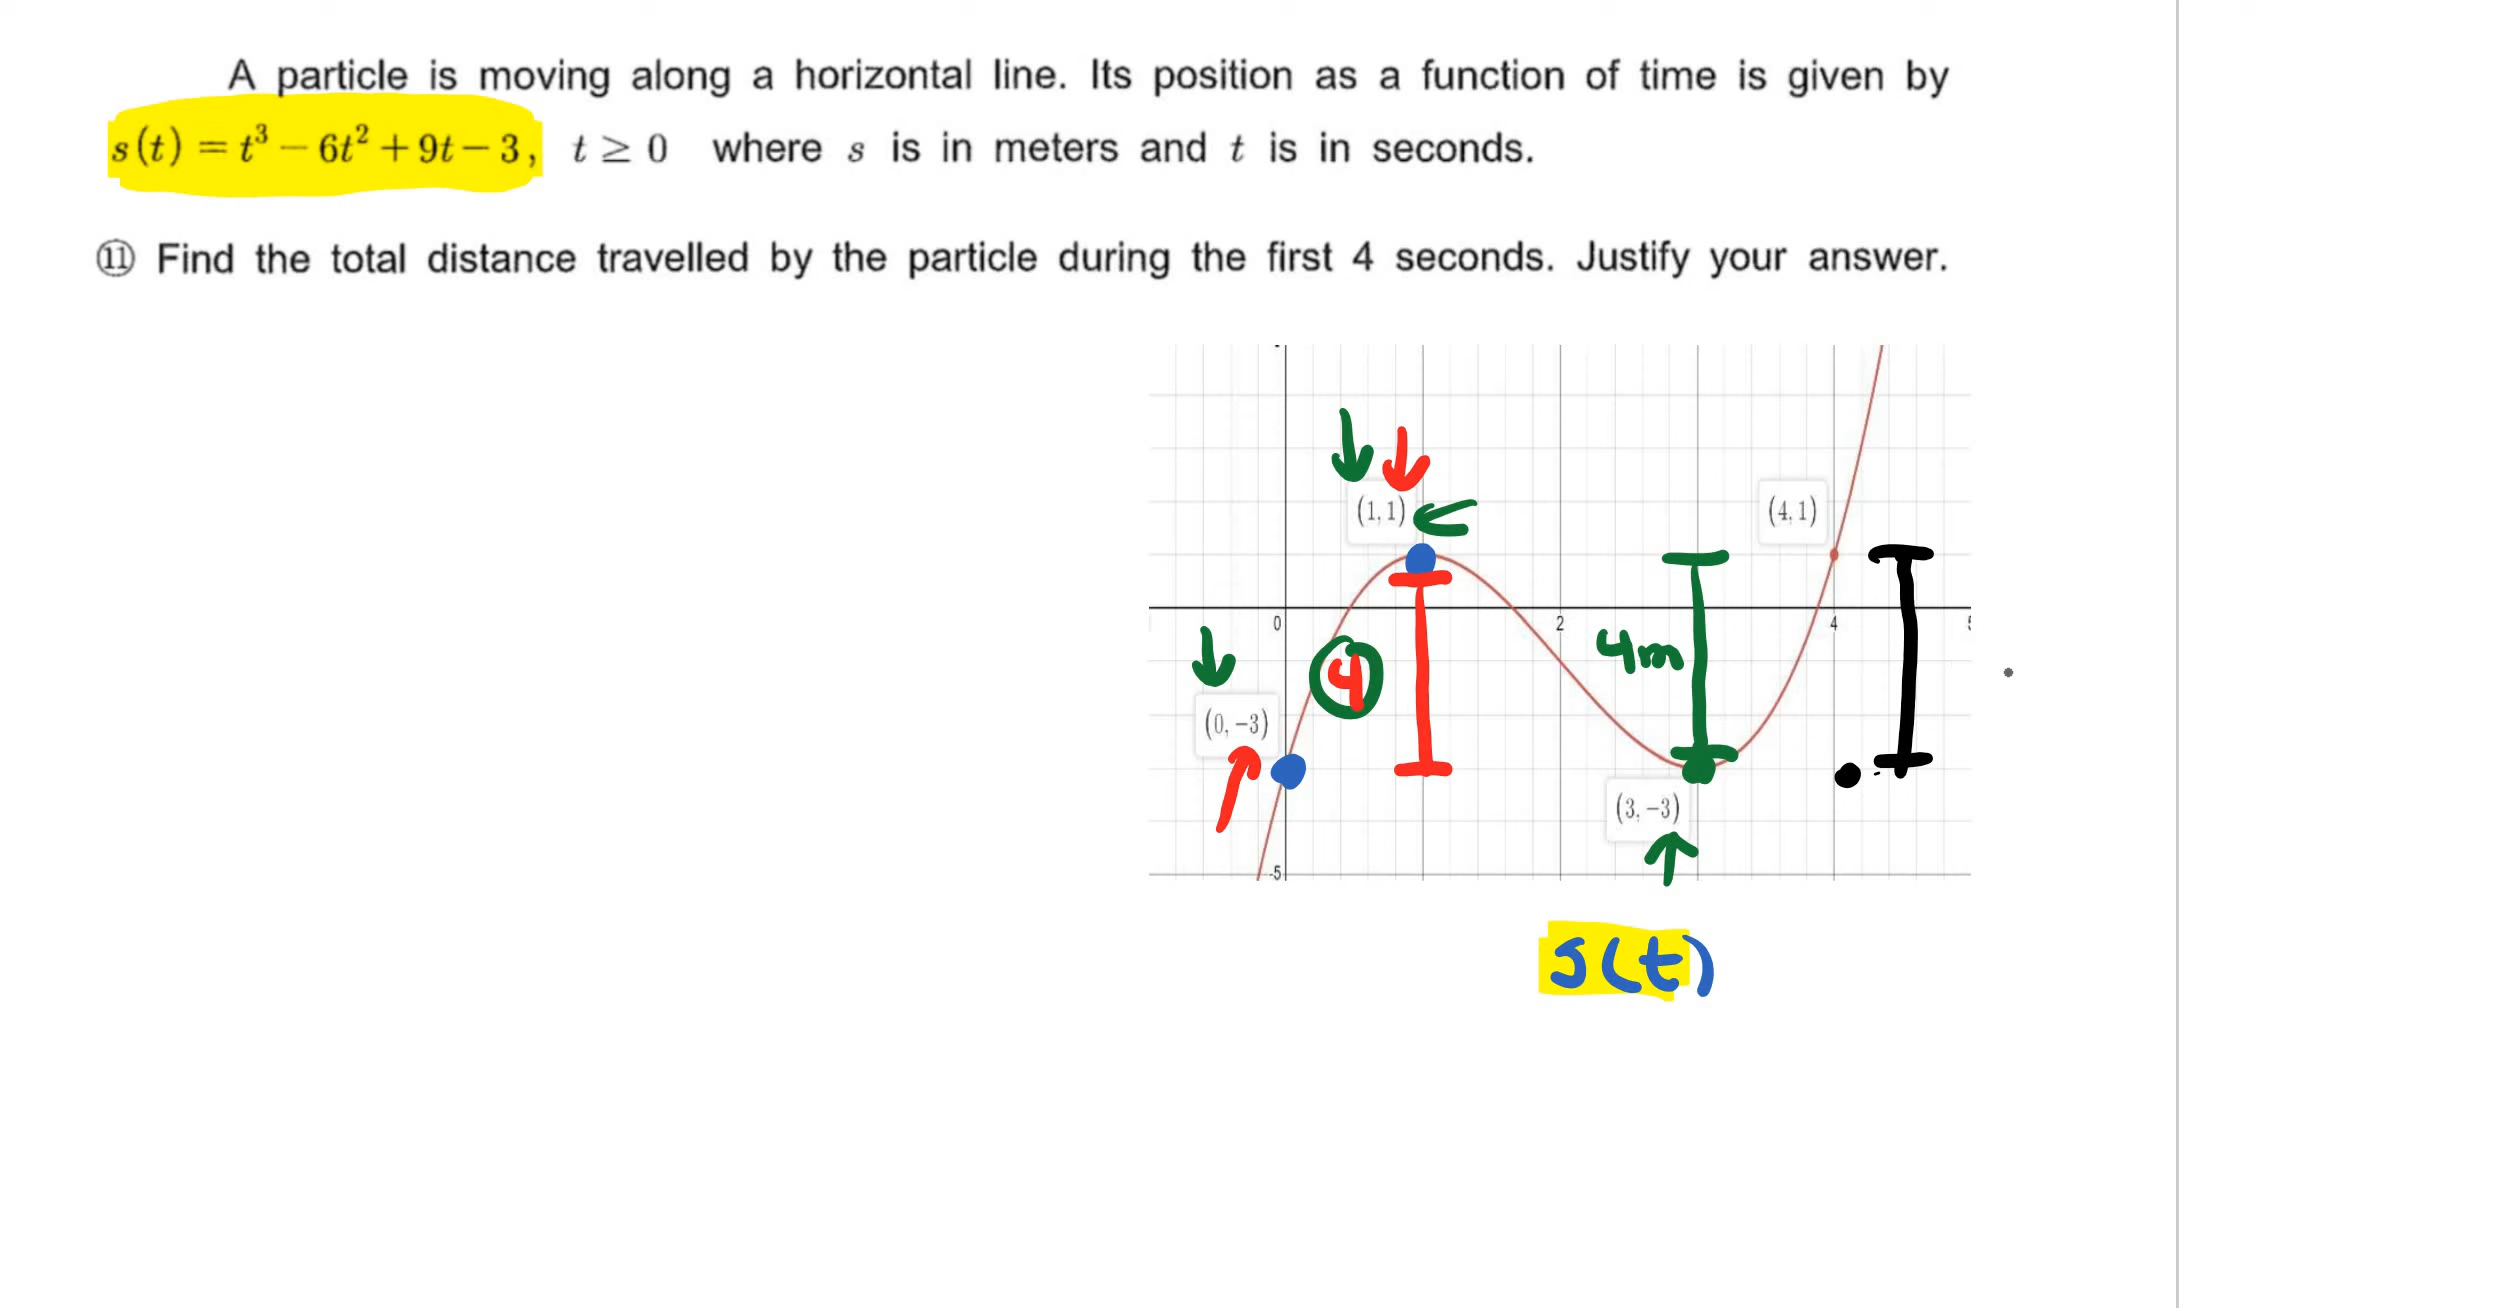 A particle is moving along a horizontal line. Its position as a function of time is given by
s(t) = t³ − 6t² + 9t − 3, t ≥ 0 where s is in meters and t is in seconds.
⑪ Find the total distance travelled by the particle during the first 4 seconds. Justify your answer.
(1, 1)
(4, 1)
0
2
4
4m
4
(0, −3)
(3, −3)
-5
s(t)